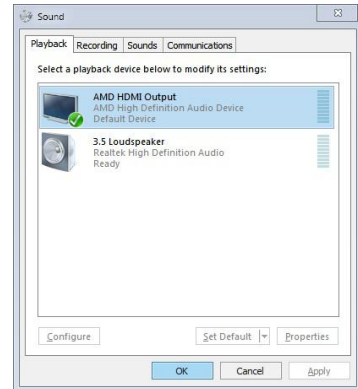 Sound
Playback Recording Sounds Communications
Select a playback device below to modify its settings:
AMD HDMI Output
AMD High Definition Audio Device
Default Device
3.5 Loudspeaker
Realtek High Definition Audio
Ready
Configure Set Default Properties
OK Cancel Apply